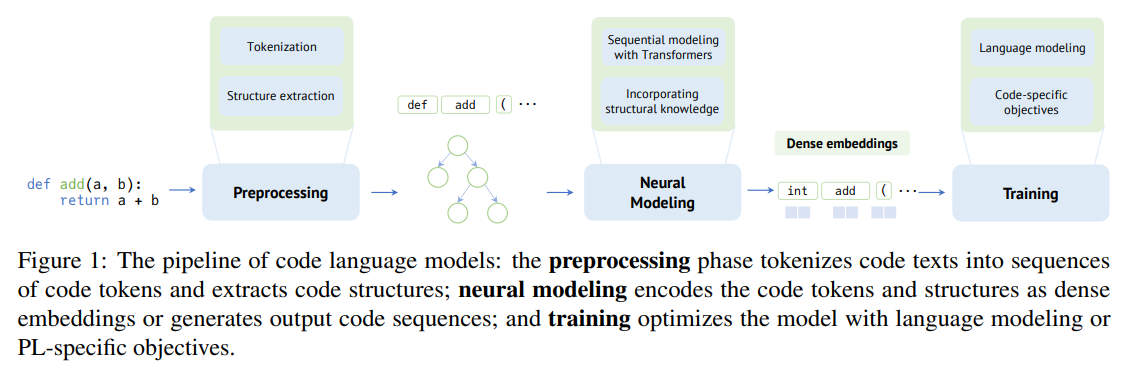 Tokenization
Structure extraction
Sequential modeling
with Transformers
Incorporating
structural knowledge
Language modeling
Code-specific
objectives
def add ( ...
Dense embeddings
def add(a, b):
return a + b
Preprocessing
Neural
Modeling
int add ( ...
Training
Figure 1: The pipeline of code language models: the preprocessing phase tokenizes code texts into sequences
of code tokens and extracts code structures; neural modeling encodes the code tokens and structures as dense
embeddings or generates output code sequences; and training optimizes the model with language modeling or
PL-specific objectives.